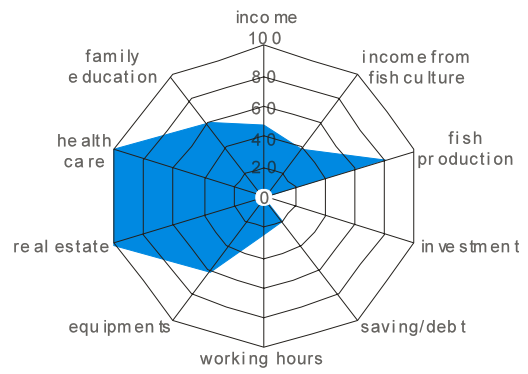 income
100
family
education
income from
fish culture
80
60
health
care
40
fish
production
20
0
real estate
investment
equipments
saving/debt
working hours